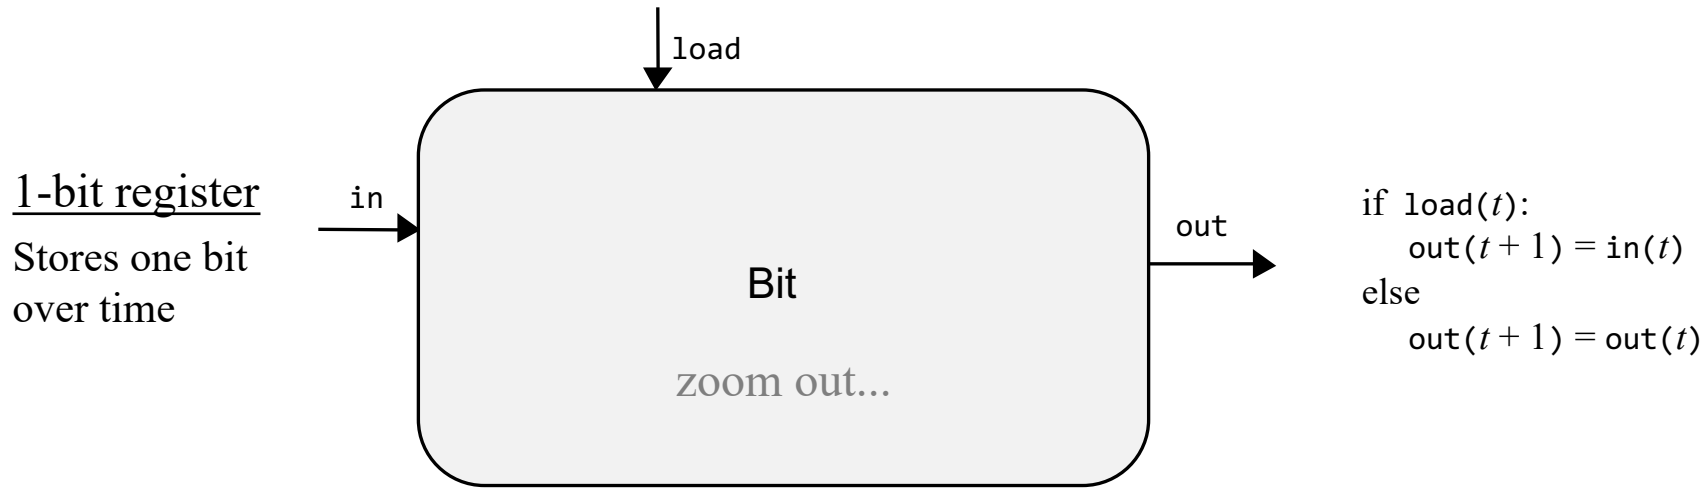 load
1-bit register
Stores one bit
over time
in
Bit
zoom out...
out
if load(t):
out(t + 1) = in(t)
else
out(t + 1) = out(t)